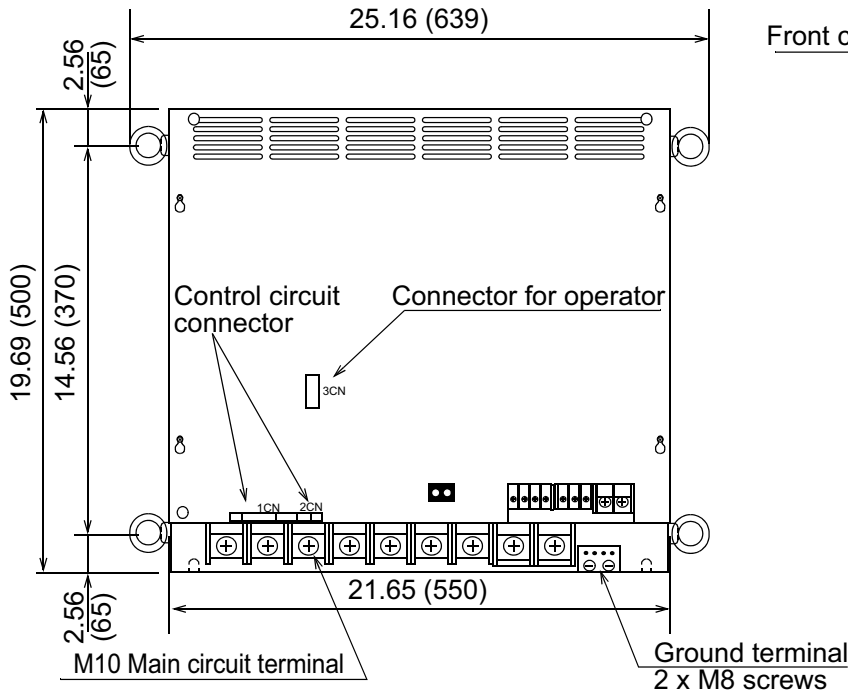 25.16 (639)
Front
2.56
(65)
19.69 (500)
14.56 (370)
Control circuit
connector
Connector for operator
3CN
1CN
2CN
21.65 (550)
2.56
(65)
M10 Main circuit terminal
Ground terminal
2 x M8 screws